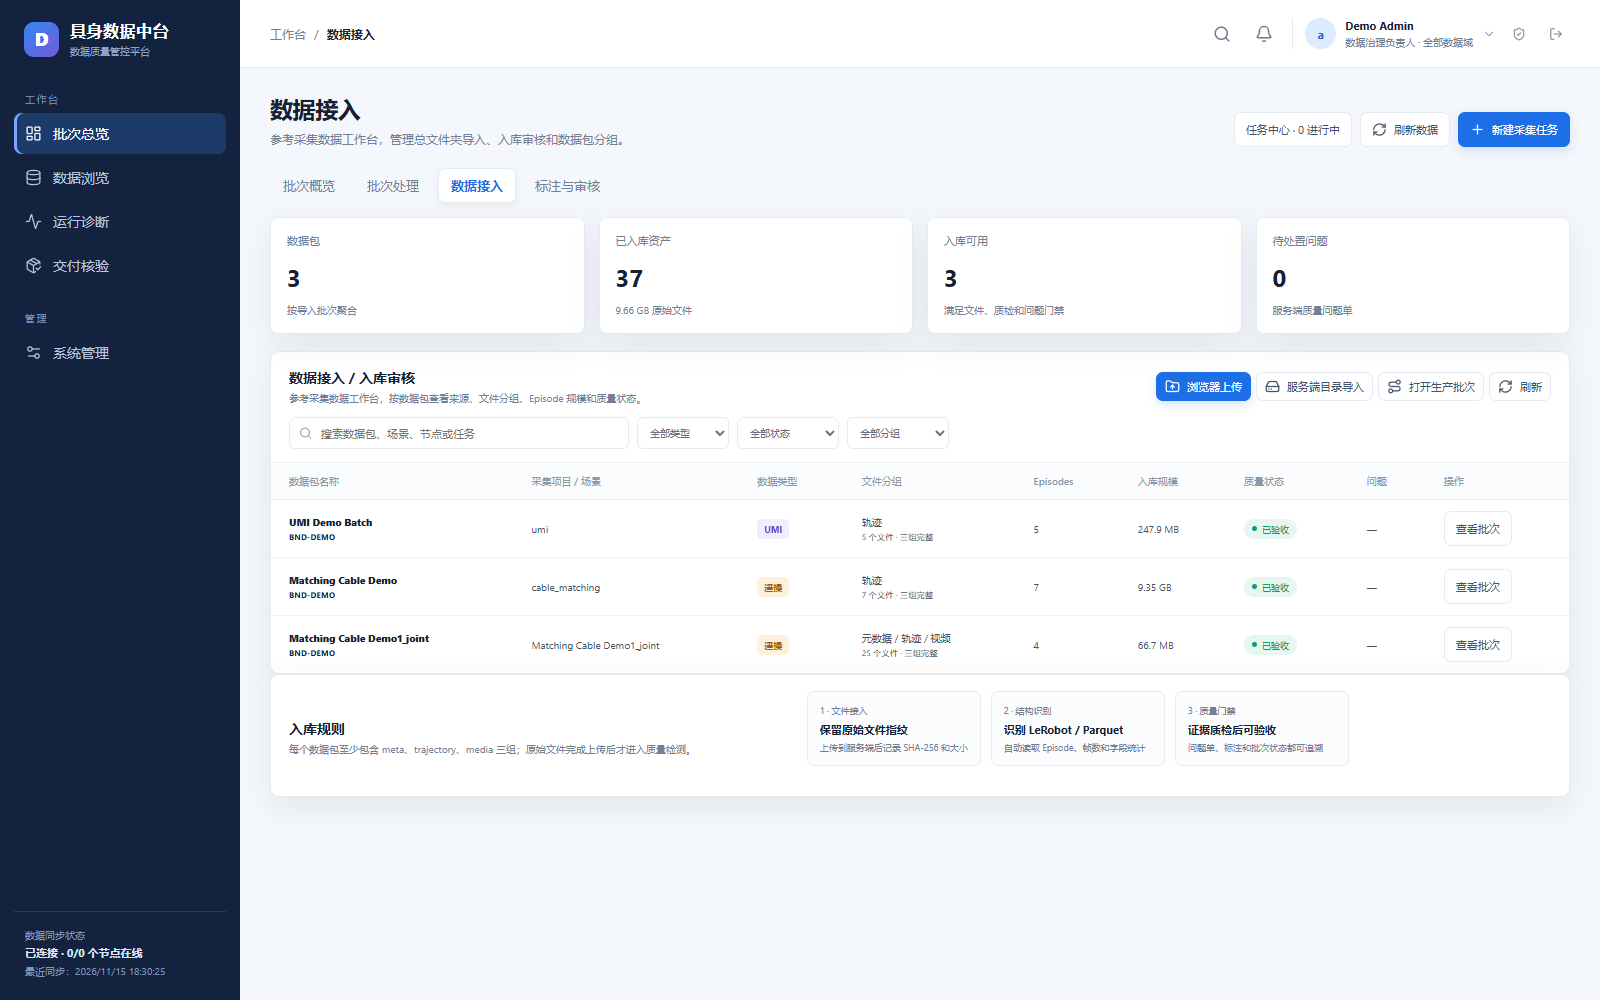 D
具身数据中台
数据质量管控平台
工作台
批次总览
数据浏览
运行诊断
交付核验
管理
系统管理
数据同步状态
已连接 · 0/0 个节点在线
最近同步：2026/11/15 18:30:25
工作台 / 数据接入
a
Demo Admin
数据治理负责人 · 全部数据域
数据接入
参考采集数据工作台，管理总文件夹导入、入库审核和数据包分组。
任务中心 · 0 进行中
刷新数据
新建采集任务
批次概览 批次处理 数据接入 标注与审核
数据包
3
按导入批次聚合
已入库资产
37
9.66 GB 原始文件
入库可用
3
满足文件、质检和问题门禁
待处置问题
0
服务端质量问题单
数据接入 / 入库审核
参考采集数据工作台，按数据包查看来源、文件分组、Episode 规模和质量状态。
浏览器上传 服务端目录导入 打开生产批次 刷新
搜索数据包、场景、节点或任务 全部类型 全部状态 全部分组
数据包名称 采集项目 / 场景 数据类型 文件分组 Episodes 入库规模 质量状态 问题 操作
UMI Demo Batch
BND-DEMO
umi
UMI
轨迹
5 个文件 · 三组完整
5
247.9 MB
已验收
—
查看批次
Matching Cable Demo
BND-DEMO
cable_matching
遥操
轨迹
7 个文件 · 三组完整
7
9.35 GB
已验收
—
查看批次
Matching Cable Demo1_joint
BND-DEMO
Matching Cable Demo1_joint
遥操
元数据 / 轨迹 / 视频
25 个文件 · 三组完整
4
66.7 MB
已验收
—
查看批次
入库规则
每个数据包至少包含 meta、trajectory、media 三组；原始文件完成上传后才进入质量检测。
1 · 文件接入
保留原始文件指纹
上传到服务端后记录 SHA-256 和大小
2 · 结构识别
识别 LeRobot / Parquet
自动读取 Episode、帧数和字段统计
3 · 质量门禁
证据质检后可验收
问题单、标注和批次状态都可追溯